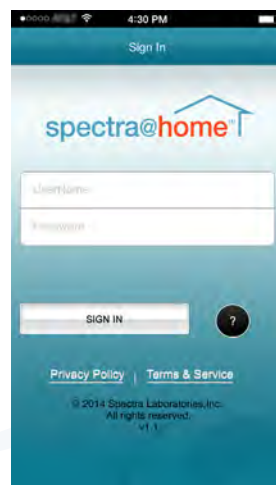 4:30 PM
Sign In
spectra@home™
UserName
Password
SIGN IN
?
Privacy Policy | Terms & Service
© 2014 Spectra Laboratories,Inc.
All rights reserved.
v1.1